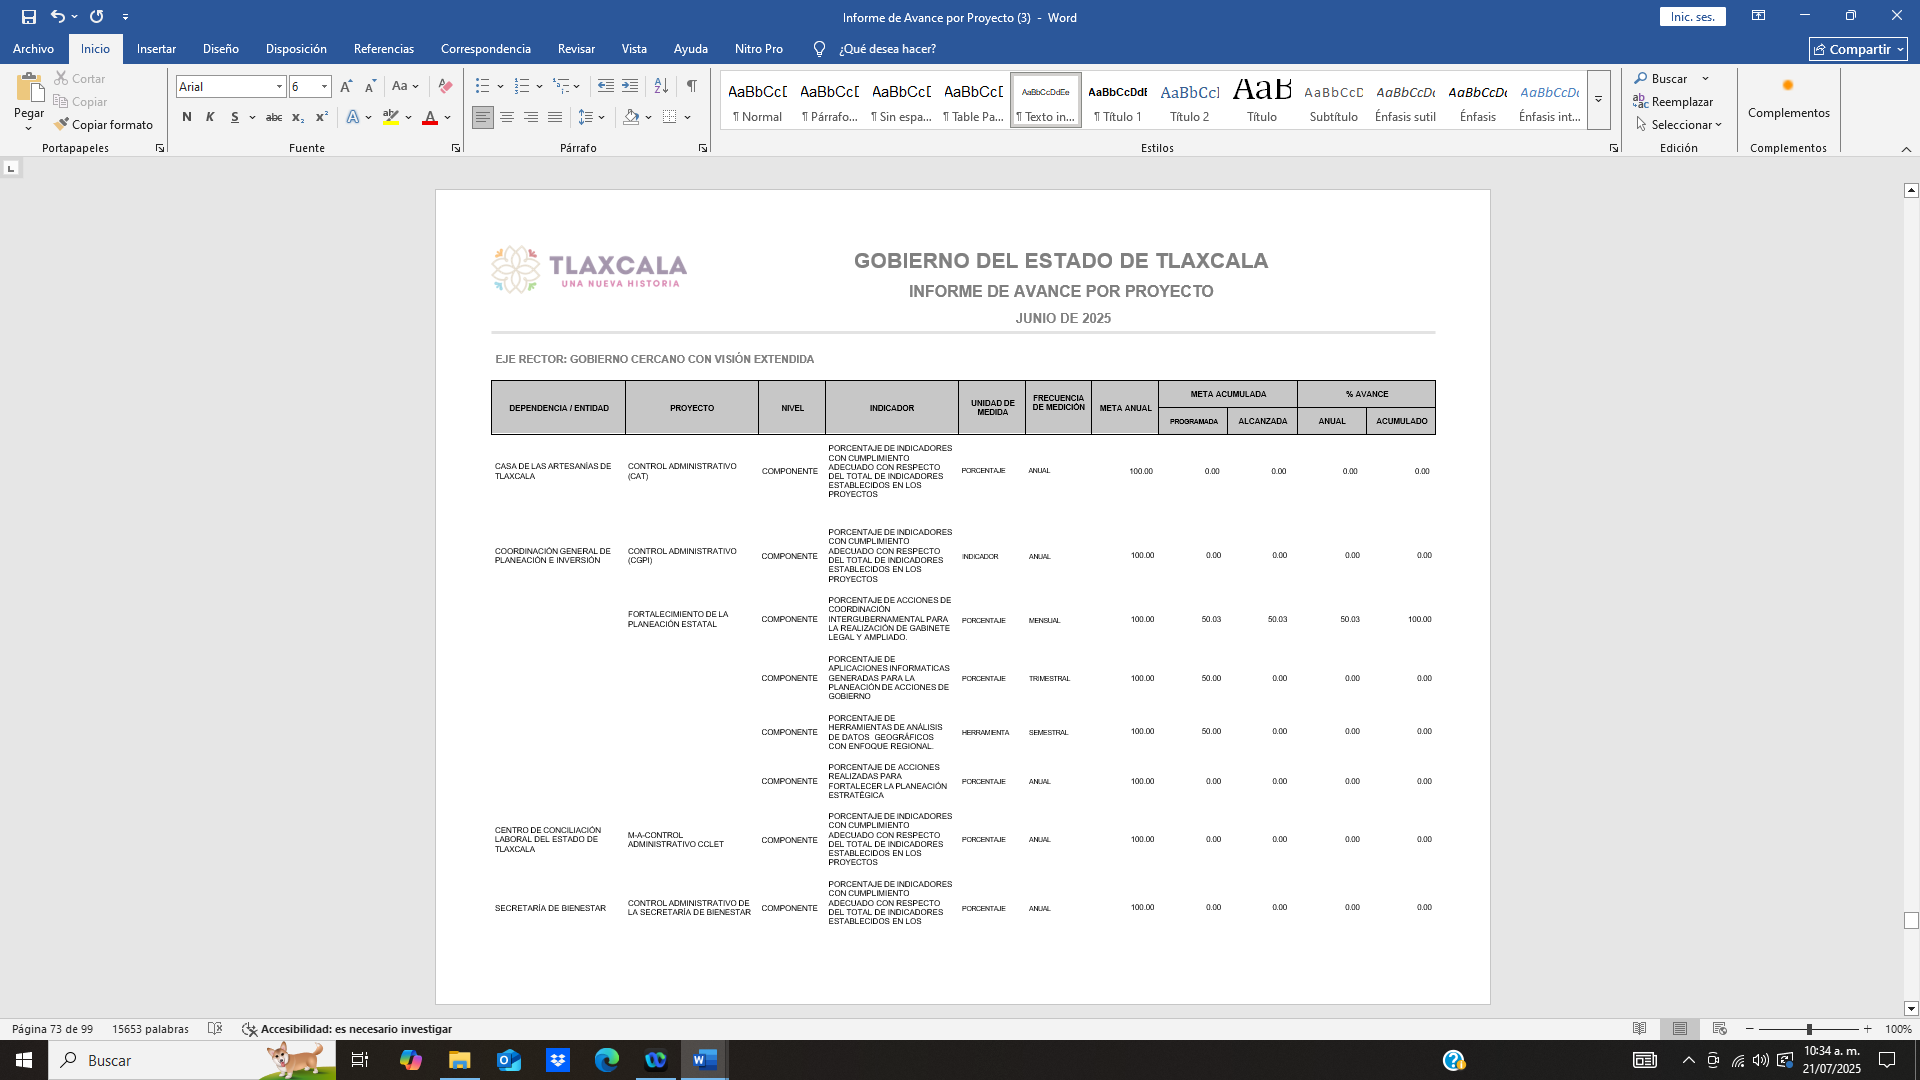 Informe de Avance por Proyecto (3) - Word
Inic. ses.
Archivo Inicio Insertar Diseño Disposición Referencias Correspondencia Revisar Vista Ayuda Nitro Pro ¿Qué desea hacer? Compartir
Pegar
Cortar
Copiar
Copiar formato
Portapapeles
Arial 6
Fuente
Párrafo
AaBbCcI AaBbCcI AaBbCcI AaBbCcI AaBbCcDdEe AaBbCcDdE AaBbCcI AaB AaBbCcD AaBbCcDc AaBbCcDc AaBbCcDc
¶ Normal ¶ Párrafo... ¶ Sin espa... ¶ Table Pa... ¶ Texto in... ¶ Título 1 Título 2 Título Subtítulo Énfasis sutil Énfasis Énfasis int...
Estilos
Buscar
Reemplazar
Seleccionar
Edición
Complementos
Complementos
TLAXCALA
UNA NUEVA HISTORIA
GOBIERNO DEL ESTADO DE TLAXCALA
INFORME DE AVANCE POR PROYECTO
JUNIO DE 2025
EJE RECTOR: GOBIERNO CERCANO CON VISIÓN EXTENDIDA
DEPENDENCIA / ENTIDAD PROYECTO NIVEL INDICADOR UNIDAD DE MEDIDA FRECUENCIA DE MEDICIÓN META ANUAL META ACUMULADA % AVANCE
PROGRAMADA ALCANZADA ANUAL ACUMULADO
CASA DE LAS ARTESANÍAS DE TLAXCALA CONTROL ADMINISTRATIVO (CAT) COMPONENTE PORCENTAJE DE INDICADORES CON CUMPLIMIENTO ADECUADO CON RESPECTO DEL TOTAL DE INDICADORES ESTABLECIDOS EN LOS PROYECTOS PORCENTAJE ANUAL 100.00 0.00 0.00 0.00 0.00
COORDINACIÓN GENERAL DE PLANEACIÓN E INVERSIÓN CONTROL ADMINISTRATIVO (CGPI) COMPONENTE PORCENTAJE DE INDICADORES CON CUMPLIMIENTO ADECUADO CON RESPECTO DEL TOTAL DE INDICADORES ESTABLECIDOS EN LOS PROYECTOS INDICADOR ANUAL 100.00 0.00 0.00 0.00 0.00
FORTALECIMIENTO DE LA PLANEACIÓN ESTATAL COMPONENTE PORCENTAJE DE ACCIONES DE COORDINACIÓN INTERGUBERNAMENTAL PARA LA REALIZACIÓN DE GABINETE LEGAL Y AMPLIADO. PORCENTAJE MENSUAL 100.00 50.03 50.03 50.03 100.00
COMPONENTE PORCENTAJE DE APLICACIONES INFORMATICAS GENERADAS PARA LA PLANEACIÓN DE ACCIONES DE GOBIERNO PORCENTAJE TRIMESTRAL 100.00 50.00 0.00 0.00 0.00
COMPONENTE PORCENTAJE DE HERRAMIENTAS DE ANÁLISIS DE DATOS GEOGRÁFICOS CON ENFOQUE REGIONAL. HERRAMIENTA SEMESTRAL 100.00 50.00 0.00 0.00 0.00
COMPONENTE PORCENTAJE DE ACCIONES REALIZADAS PARA FORTALECER LA PLANEACIÓN ESTRATÉGICA PORCENTAJE ANUAL 100.00 0.00 0.00 0.00 0.00
CENTRO DE CONCILIACIÓN LABORAL DEL ESTADO DE TLAXCALA M-A-CONTROL ADMINISTRATIVO CCLET COMPONENTE PORCENTAJE DE INDICADORES CON CUMPLIMIENTO ADECUADO CON RESPECTO DEL TOTAL DE INDICADORES ESTABLECIDOS EN LOS PROYECTOS PORCENTAJE ANUAL 100.00 0.00 0.00 0.00 0.00
SECRETARÍA DE BIENESTAR CONTROL ADMINISTRATIVO DE LA SECRETARÍA DE BIENESTAR COMPONENTE PORCENTAJE DE INDICADORES CON CUMPLIMIENTO ADECUADO CON RESPECTO DEL TOTAL DE INDICADORES ESTABLECIDOS EN LOS PORCENTAJE ANUAL 100.00 0.00 0.00 0.00 0.00
Página 73 de 99 15653 palabras Accesibilidad: es necesario investigar 100%
Buscar
10:34 a. m.
21/07/2025